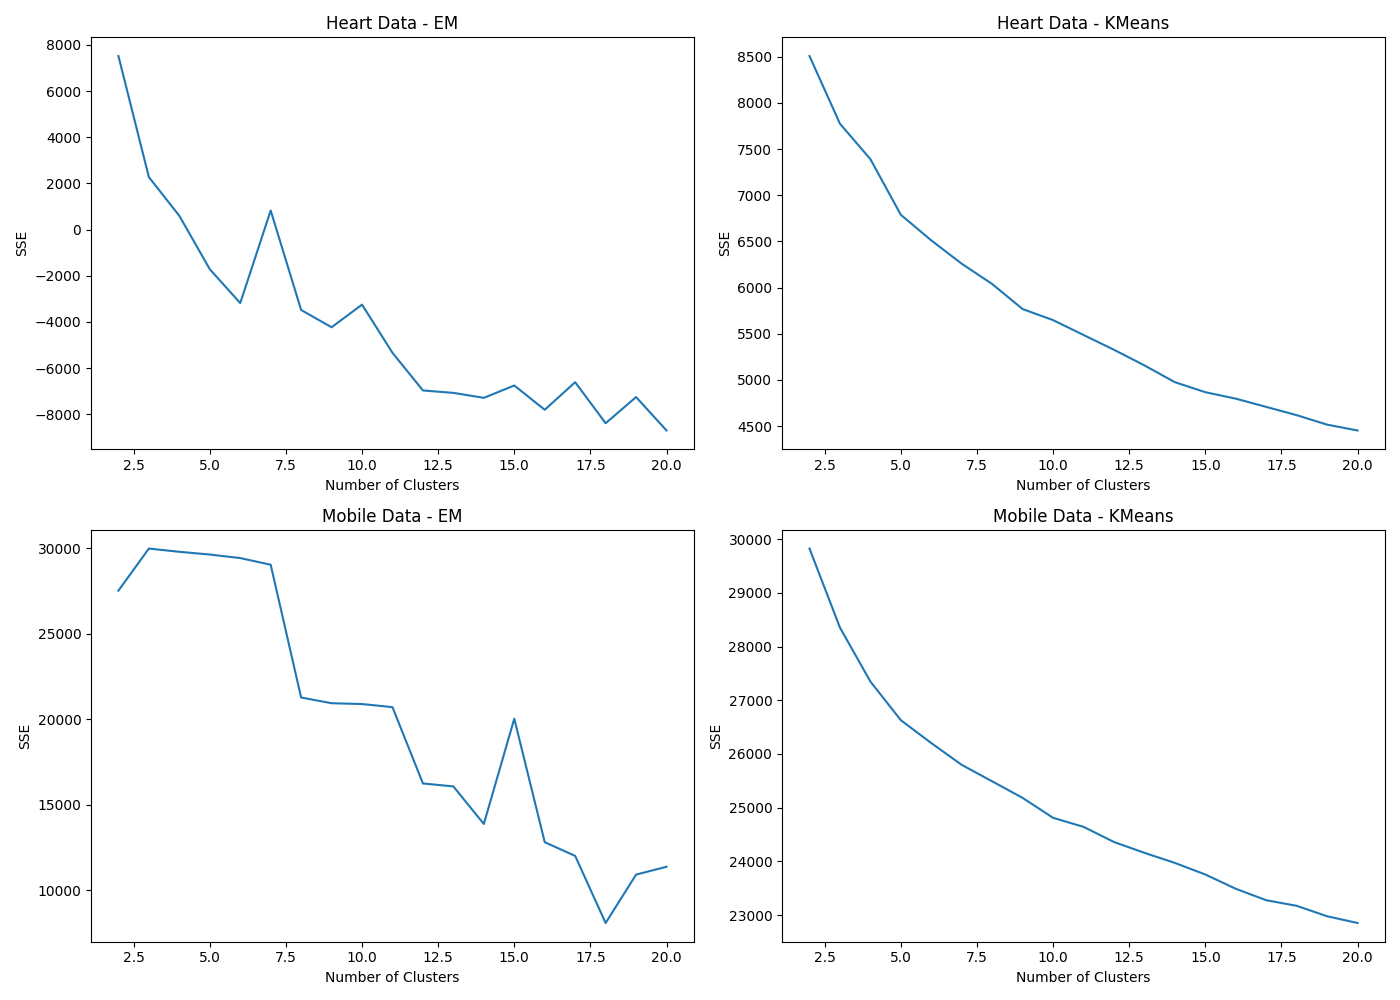 Heart Data - EM
8000
6000
4000
2000
0
−2000
−4000
−6000
−8000
SSE
2.5 5.0 7.5 10.0 12.5 15.0 17.5 20.0
Number of Clusters
Heart Data - KMeans
8500
8000
7500
7000
6500
6000
5500
5000
4500
SSE
2.5 5.0 7.5 10.0 12.5 15.0 17.5 20.0
Number of Clusters
Mobile Data - EM
30000
25000
20000
15000
10000
SSE
2.5 5.0 7.5 10.0 12.5 15.0 17.5 20.0
Number of Clusters
Mobile Data - KMeans
30000
29000
28000
27000
26000
25000
24000
23000
SSE
2.5 5.0 7.5 10.0 12.5 15.0 17.5 20.0
Number of Clusters